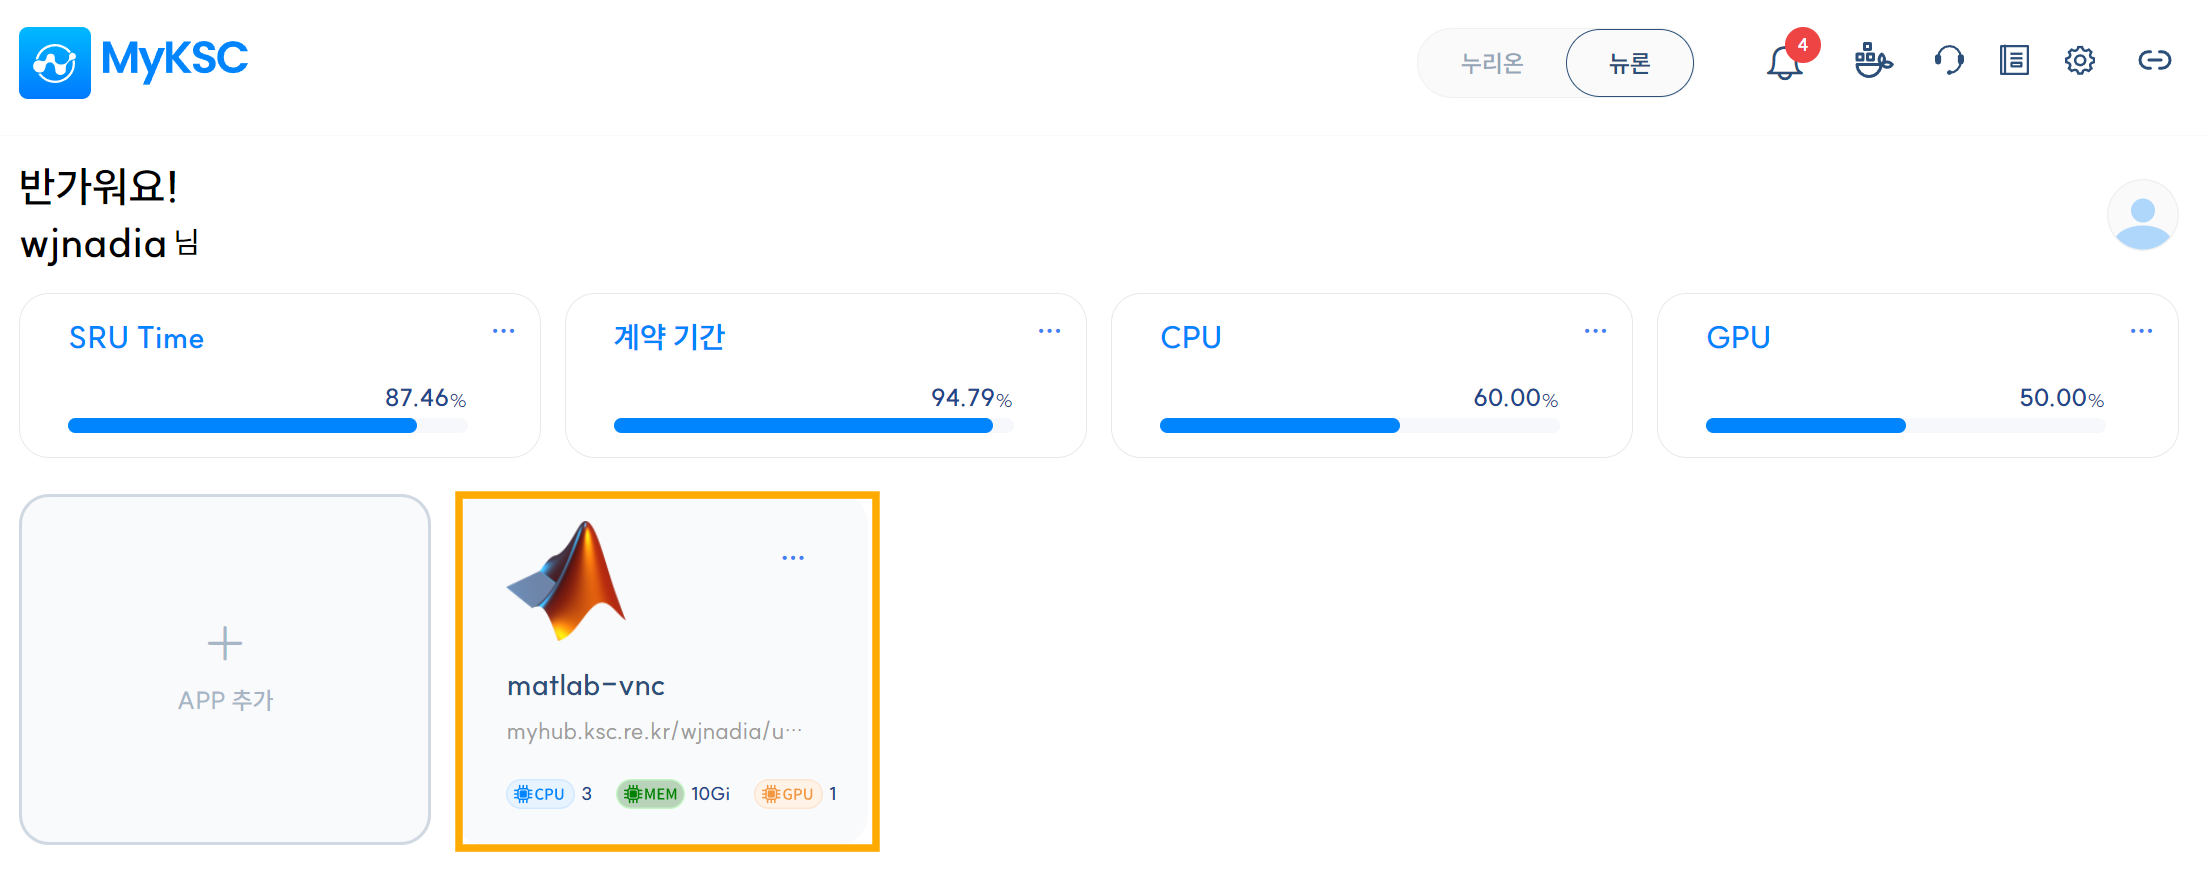 MyKSC
누리온
뉴론
4
반가워요!
wjnadia 님
SRU Time
87.46%
계약 기간
94.79%
CPU
60.00%
GPU
50.00%
APP 추가
matlab-vnc
myhub.ksc.re.kr/wjnadia/u…
CPU 3 MEM 10Gi GPU 1